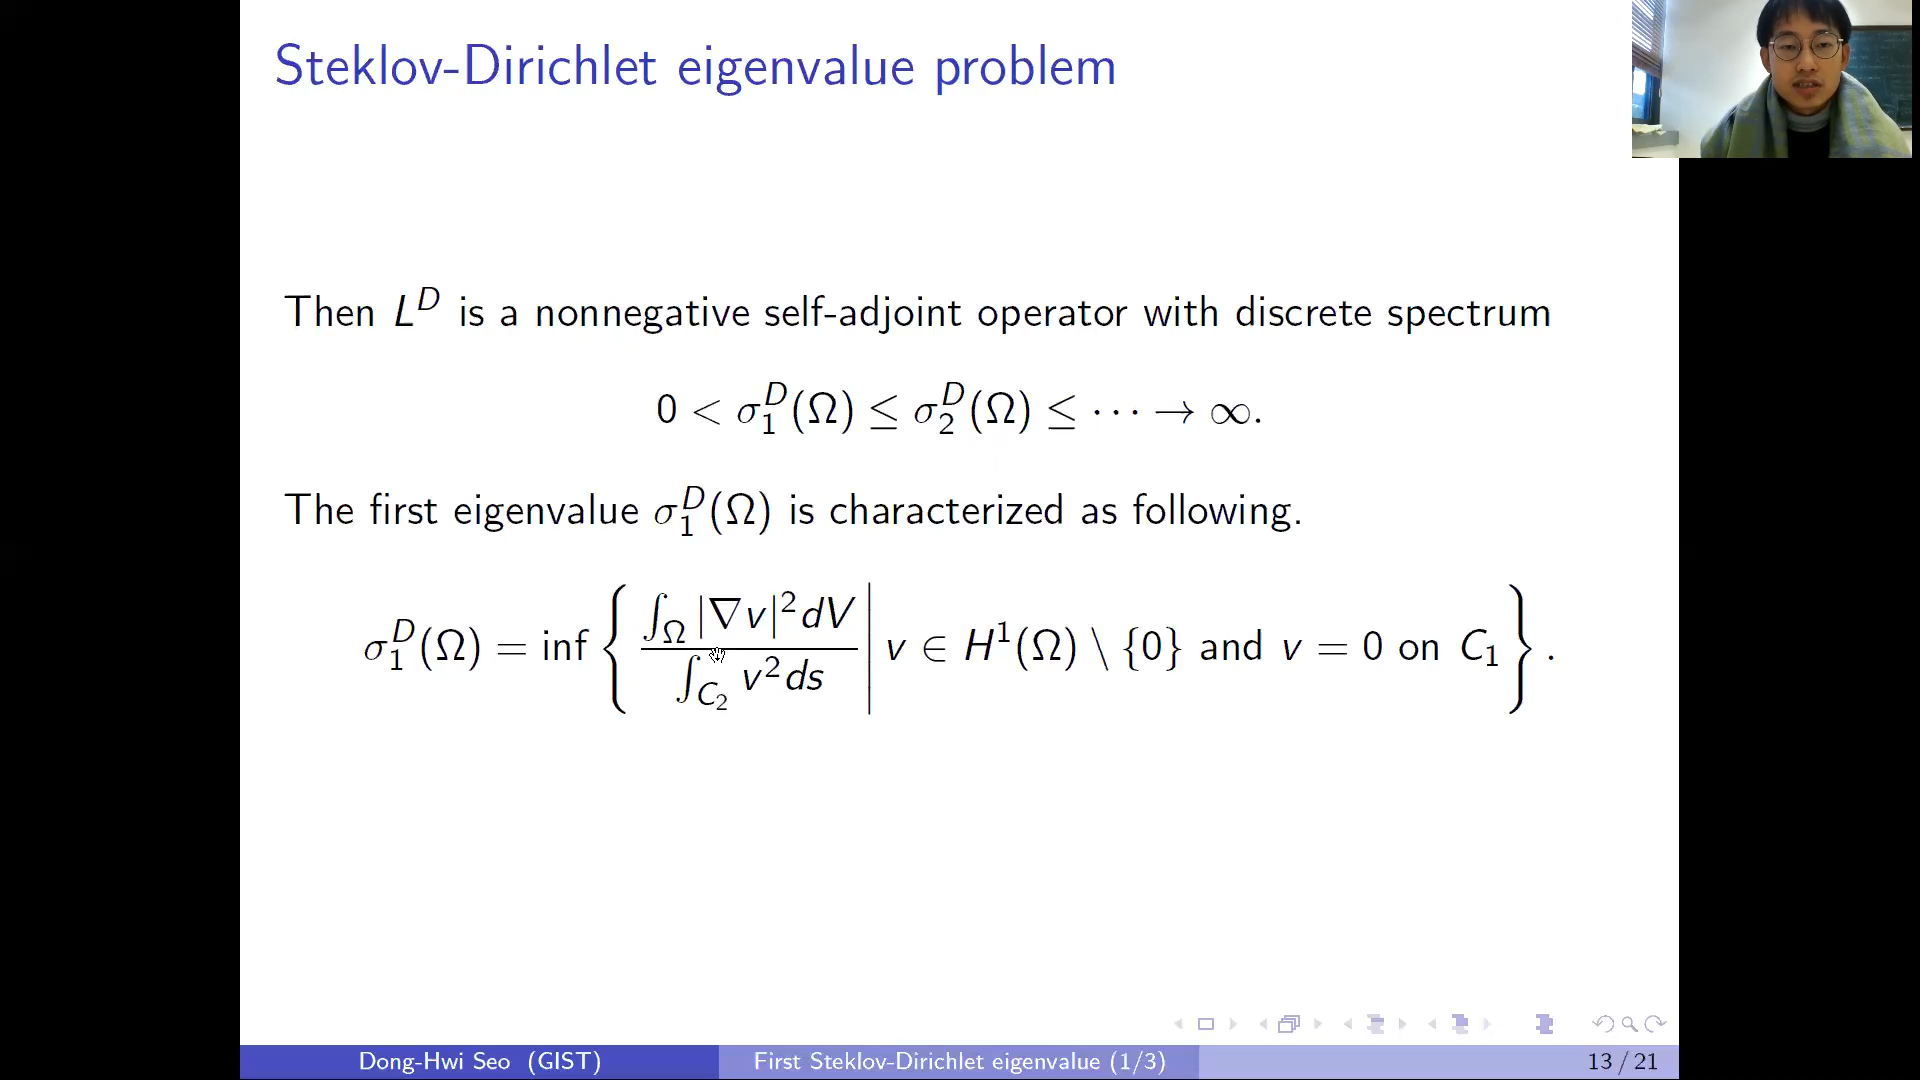 Steklov-Dirichlet eigenvalue problem
Then L^D is a nonnegative self-adjoint operator with discrete spectrum
0 < σ_1^D(Ω) ≤ σ_2^D(Ω) ≤ ⋯ → ∞.
The first eigenvalue σ_1^D(Ω) is characterized as following.
σ_1^D(Ω) = inf { ∫_Ω |∇v|^2 dV / ∫_{C_2} v^2 ds | v ∈ H^1(Ω) \ {0} and v = 0 on C_1 } .
Dong-Hwi Seo (GIST) First Steklov-Dirichlet eigenvalue (1/3) 13 / 21